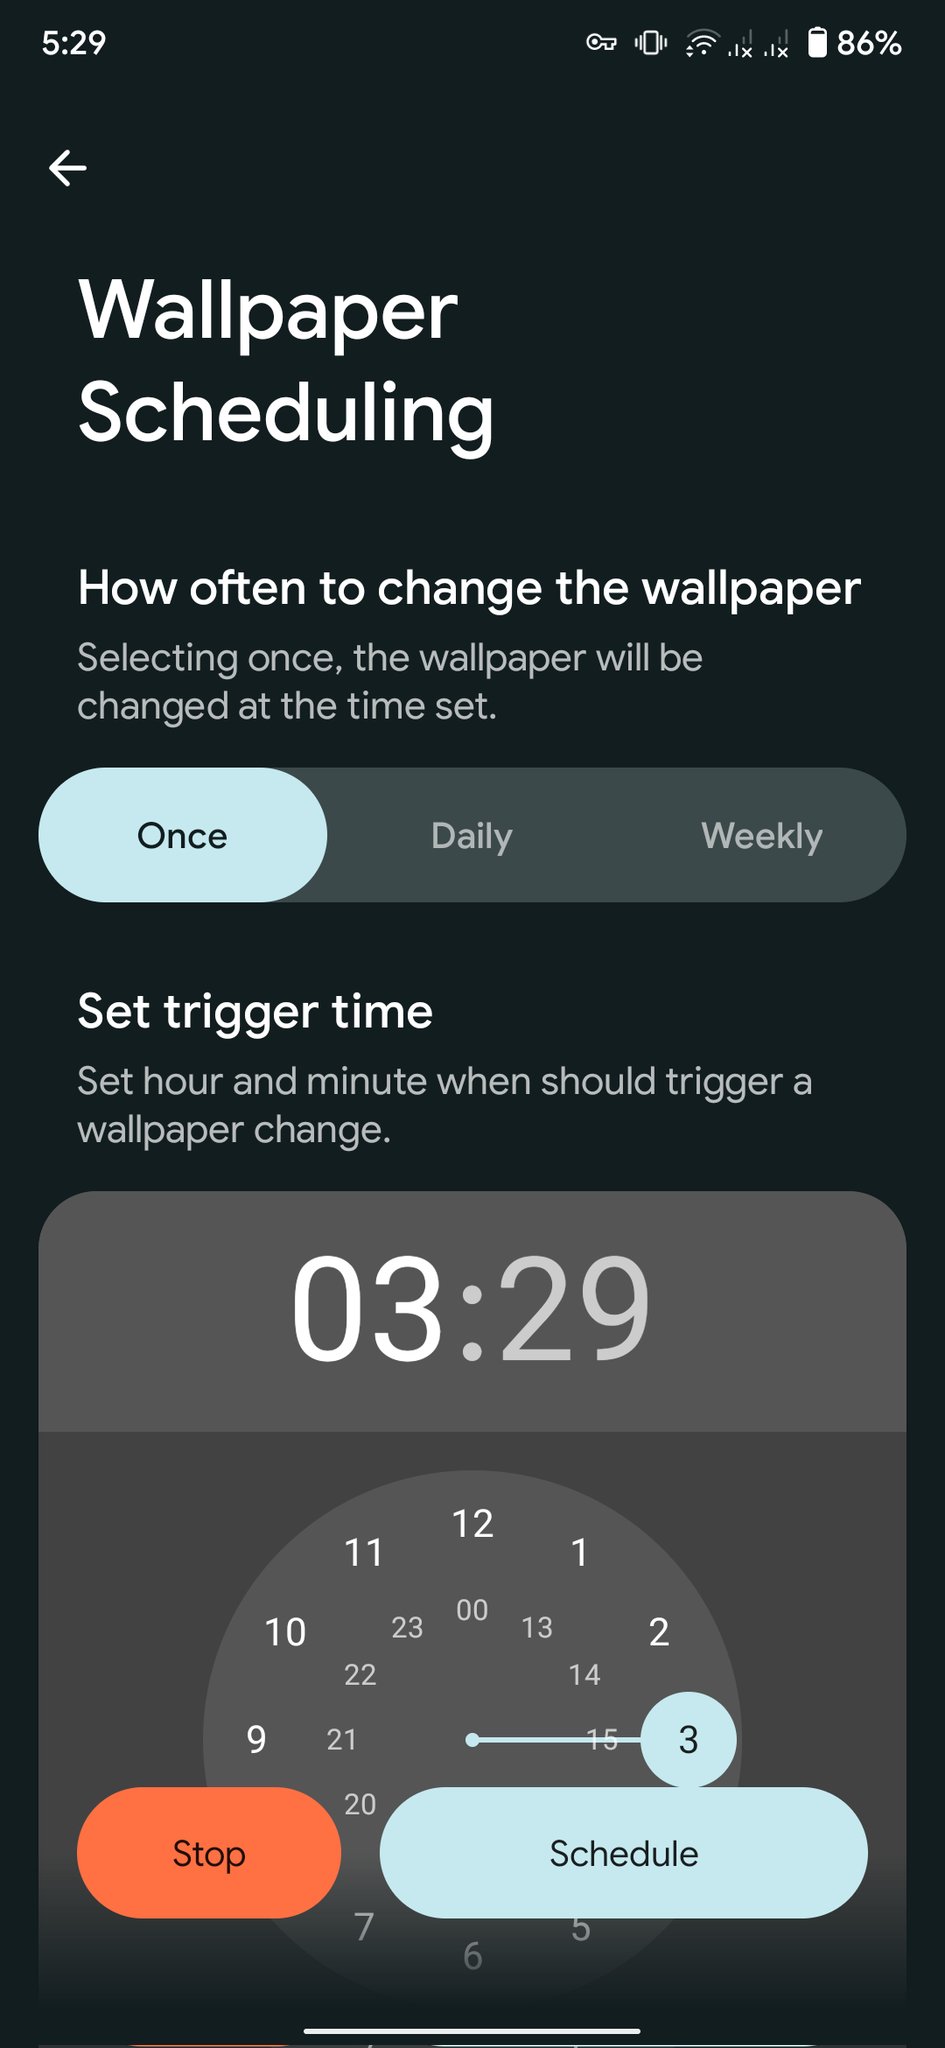 5:29
86%
Wallpaper
Scheduling
How often to change the wallpaper
Selecting once, the wallpaper will be
changed at the time set.
Once Daily Weekly
Set trigger time
Set hour and minute when should trigger a
wallpaper change.
03:29
12
11 1
00
10 23 13 2
22 14
9 21 15 3
20
Stop Schedule
7 5
6